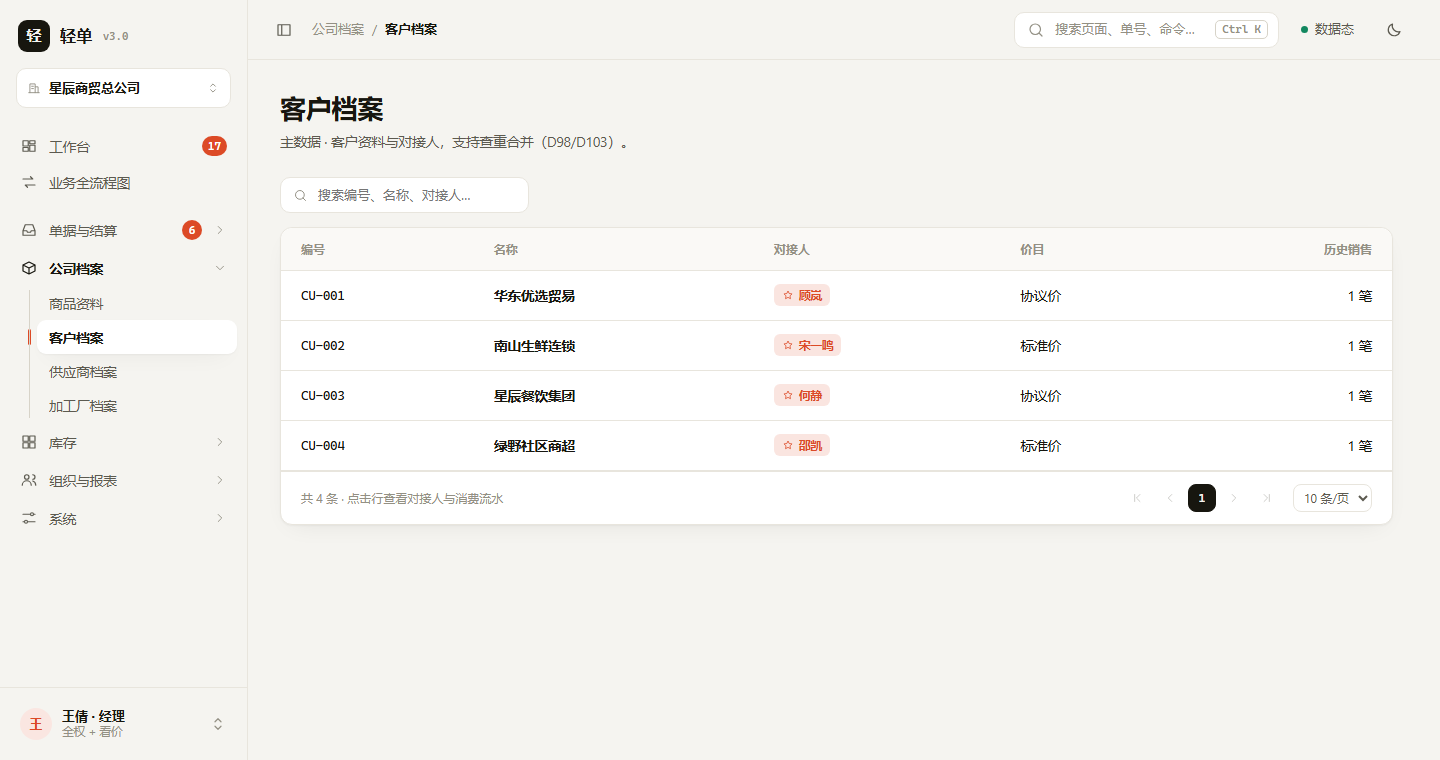 轻 轻单 v3.0
星辰商贸总公司
工作台 17
业务全流程图
单据与结算 6
公司档案
商品资料
客户档案
供应商档案
加工厂档案
库存
组织与报表
系统
王 王倩 · 经理
全权 + 看价
公司档案 / 客户档案
搜索页面、单号、命令... Ctrl K
数据态
客户档案
主数据 · 客户资料与对接人，支持查重合并（D98/D103）。
搜索编号、名称、对接人...
编号 名称 对接人 价目 历史销售
CU-001 华东优选贸易 顾岚 协议价 1 笔
CU-002 南山生鲜连锁 宋一鸣 标准价 1 笔
CU-003 星辰餐饮集团 何静 协议价 1 笔
CU-004 绿野社区商超 邵凯 标准价 1 笔
共 4 条 · 点击行查看对接人与消费流水 1 10 条/页